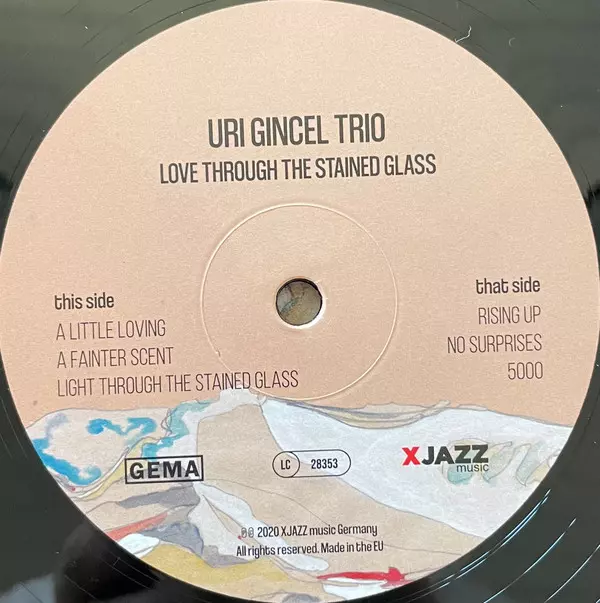 URI GINCEL TRIO
LOVE THROUGH THE STAINED GLASS
this side
A LITTLE LOVING
A FAINTER SCENT
LIGHT THROUGH THE STAINED GLASS
that side
RISING UP
NO SURPRISES
5000
GEMA
LC 28353
XJAZZ
music
℗© 2020 XJAZZ music Germany
All rights reserved. Made in the EU